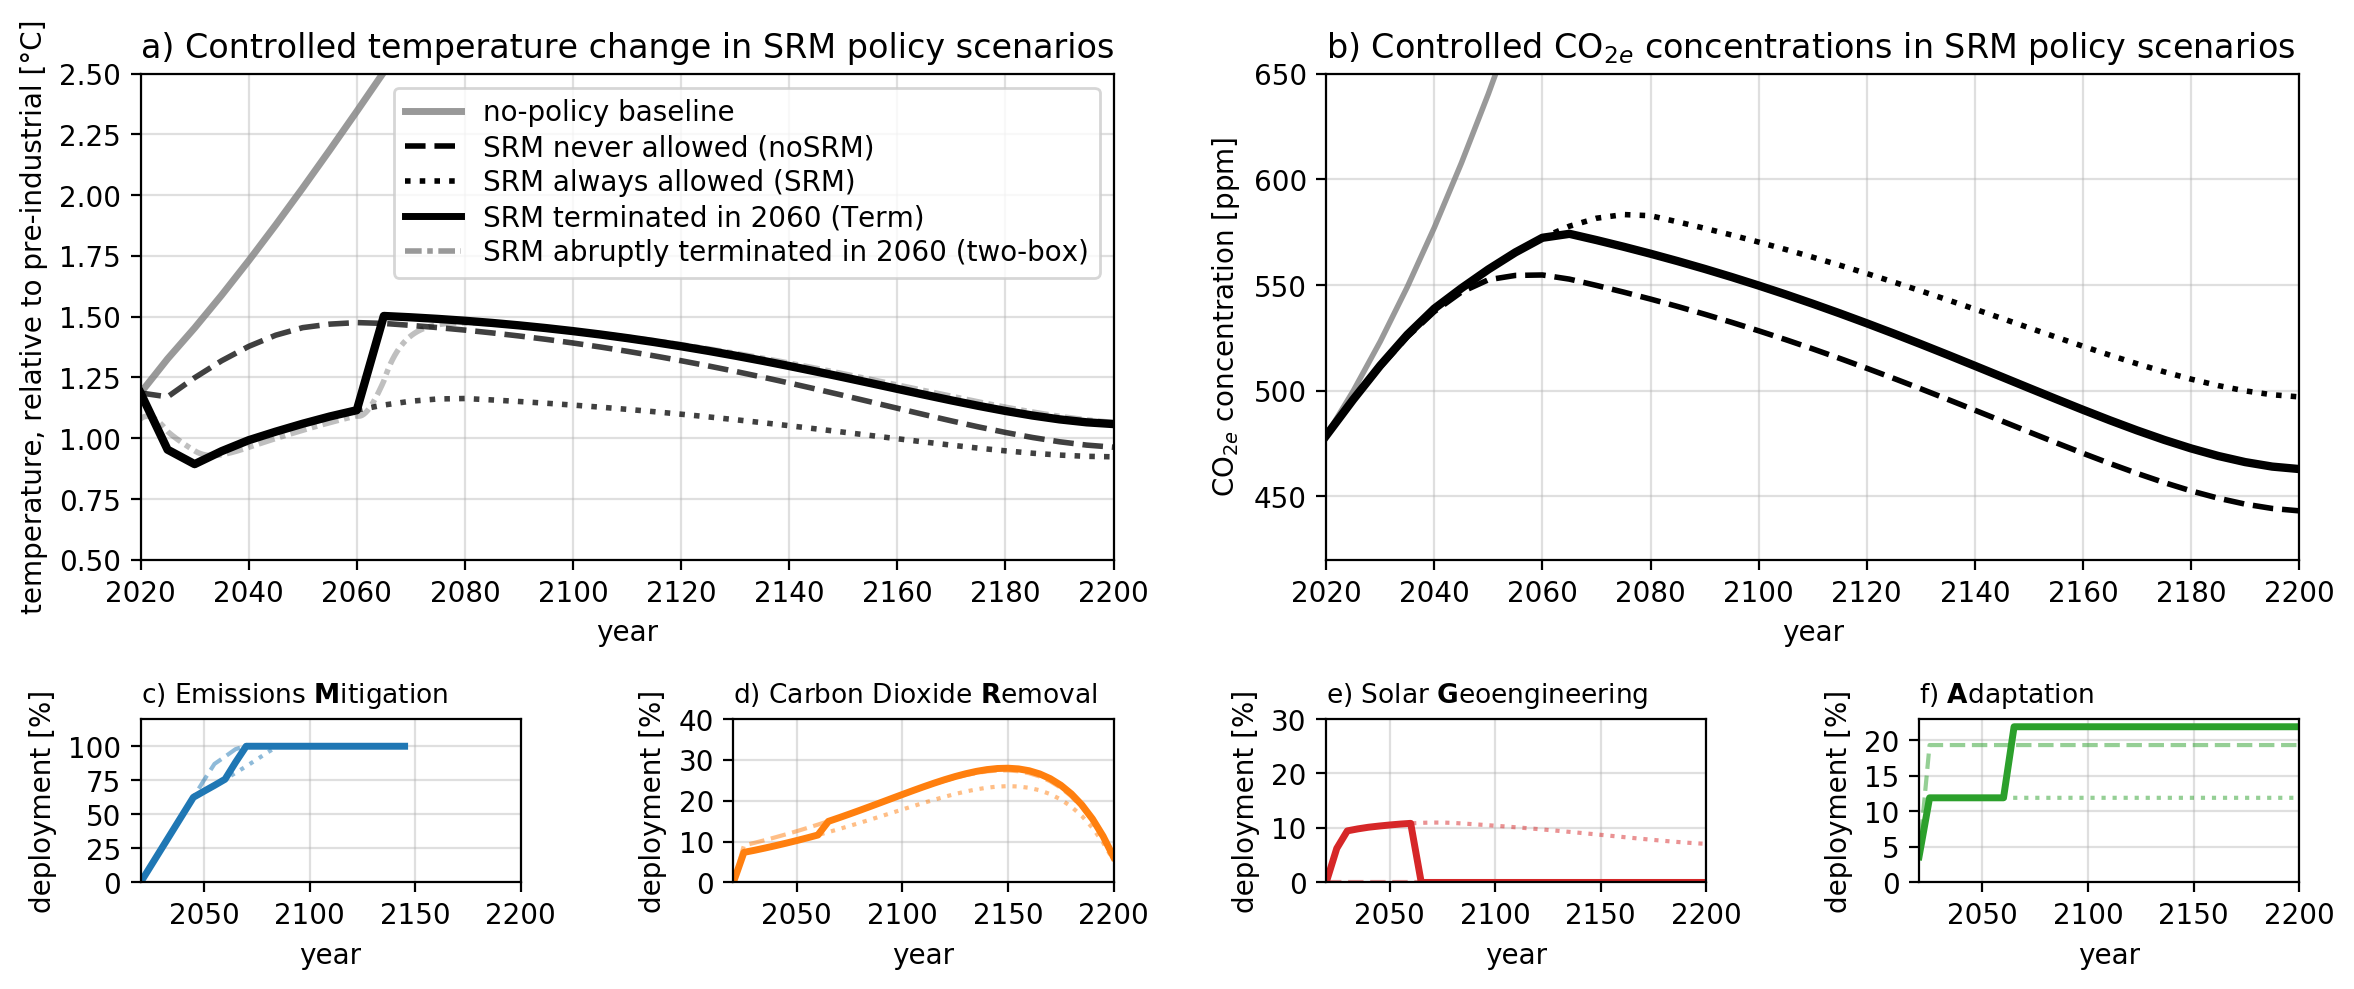 a) Controlled temperature change in SRM policy scenarios
temperature, relative to pre-industrial [°C]
2.50
2.25
2.00
1.75
1.50
1.25
1.00
0.75
0.50
no-policy baseline
SRM never allowed (noSRM)
SRM always allowed (SRM)
SRM terminated in 2060 (Term)
SRM abruptly terminated in 2060 (two-box)
2020 2040 2060 2080 2100 2120 2140 2160 2180 2200
year
b) Controlled CO2e concentrations in SRM policy scenarios
CO2e concentration [ppm]
650
600
550
500
450
2020 2040 2060 2080 2100 2120 2140 2160 2180 2200
year
c) Emissions Mitigation
deployment [%]
100
75
50
25
0
2050 2100 2150 2200
year
d) Carbon Dioxide Removal
deployment [%]
40
30
20
10
0
2050 2100 2150 2200
year
e) Solar Geoengineering
deployment [%]
30
20
10
0
2050 2100 2150 2200
year
f) Adaptation
deployment [%]
20
15
10
5
0
2050 2100 2150 2200
year